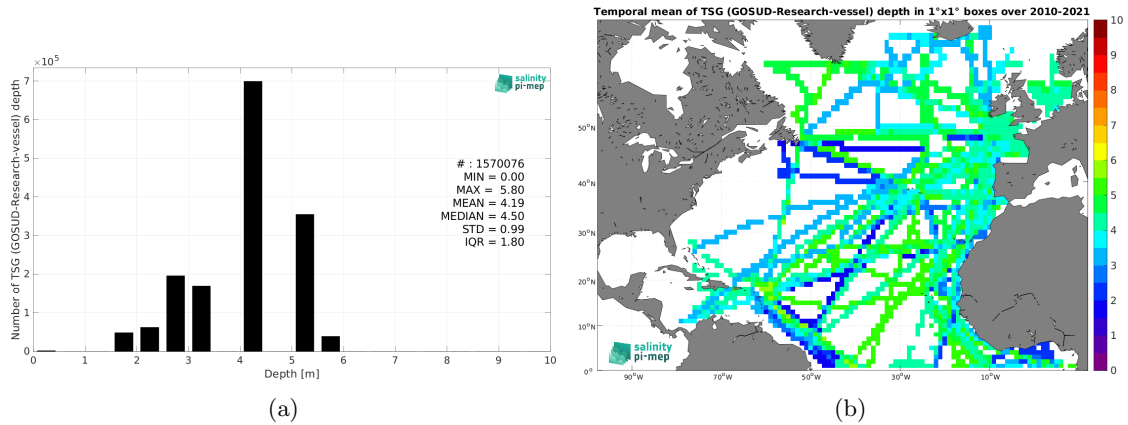 Temporal mean of TSG (GOSUD-Research-vessel) depth in 1°x1° boxes over 2010-2021
×10⁵
7
6
5
4
3
2
1
0
Number of TSG (GOSUD-Research-vessel) depth
salinity
pi-mep
# : 1570076
MIN = 0.00
MAX = 5.80
MEAN = 4.19
MEDIAN = 4.50
STD = 0.99
IQR = 1.80
0 1 2 3 4 5 6 7 8 9 10
Depth [m]
(a)
50°N
40°N
30°N
20°N
10°N
0°
90°W 70°W 50°W 30°W 10°W
salinity
pi-mep
10
9
8
7
6
5
4
3
2
1
0
(b)